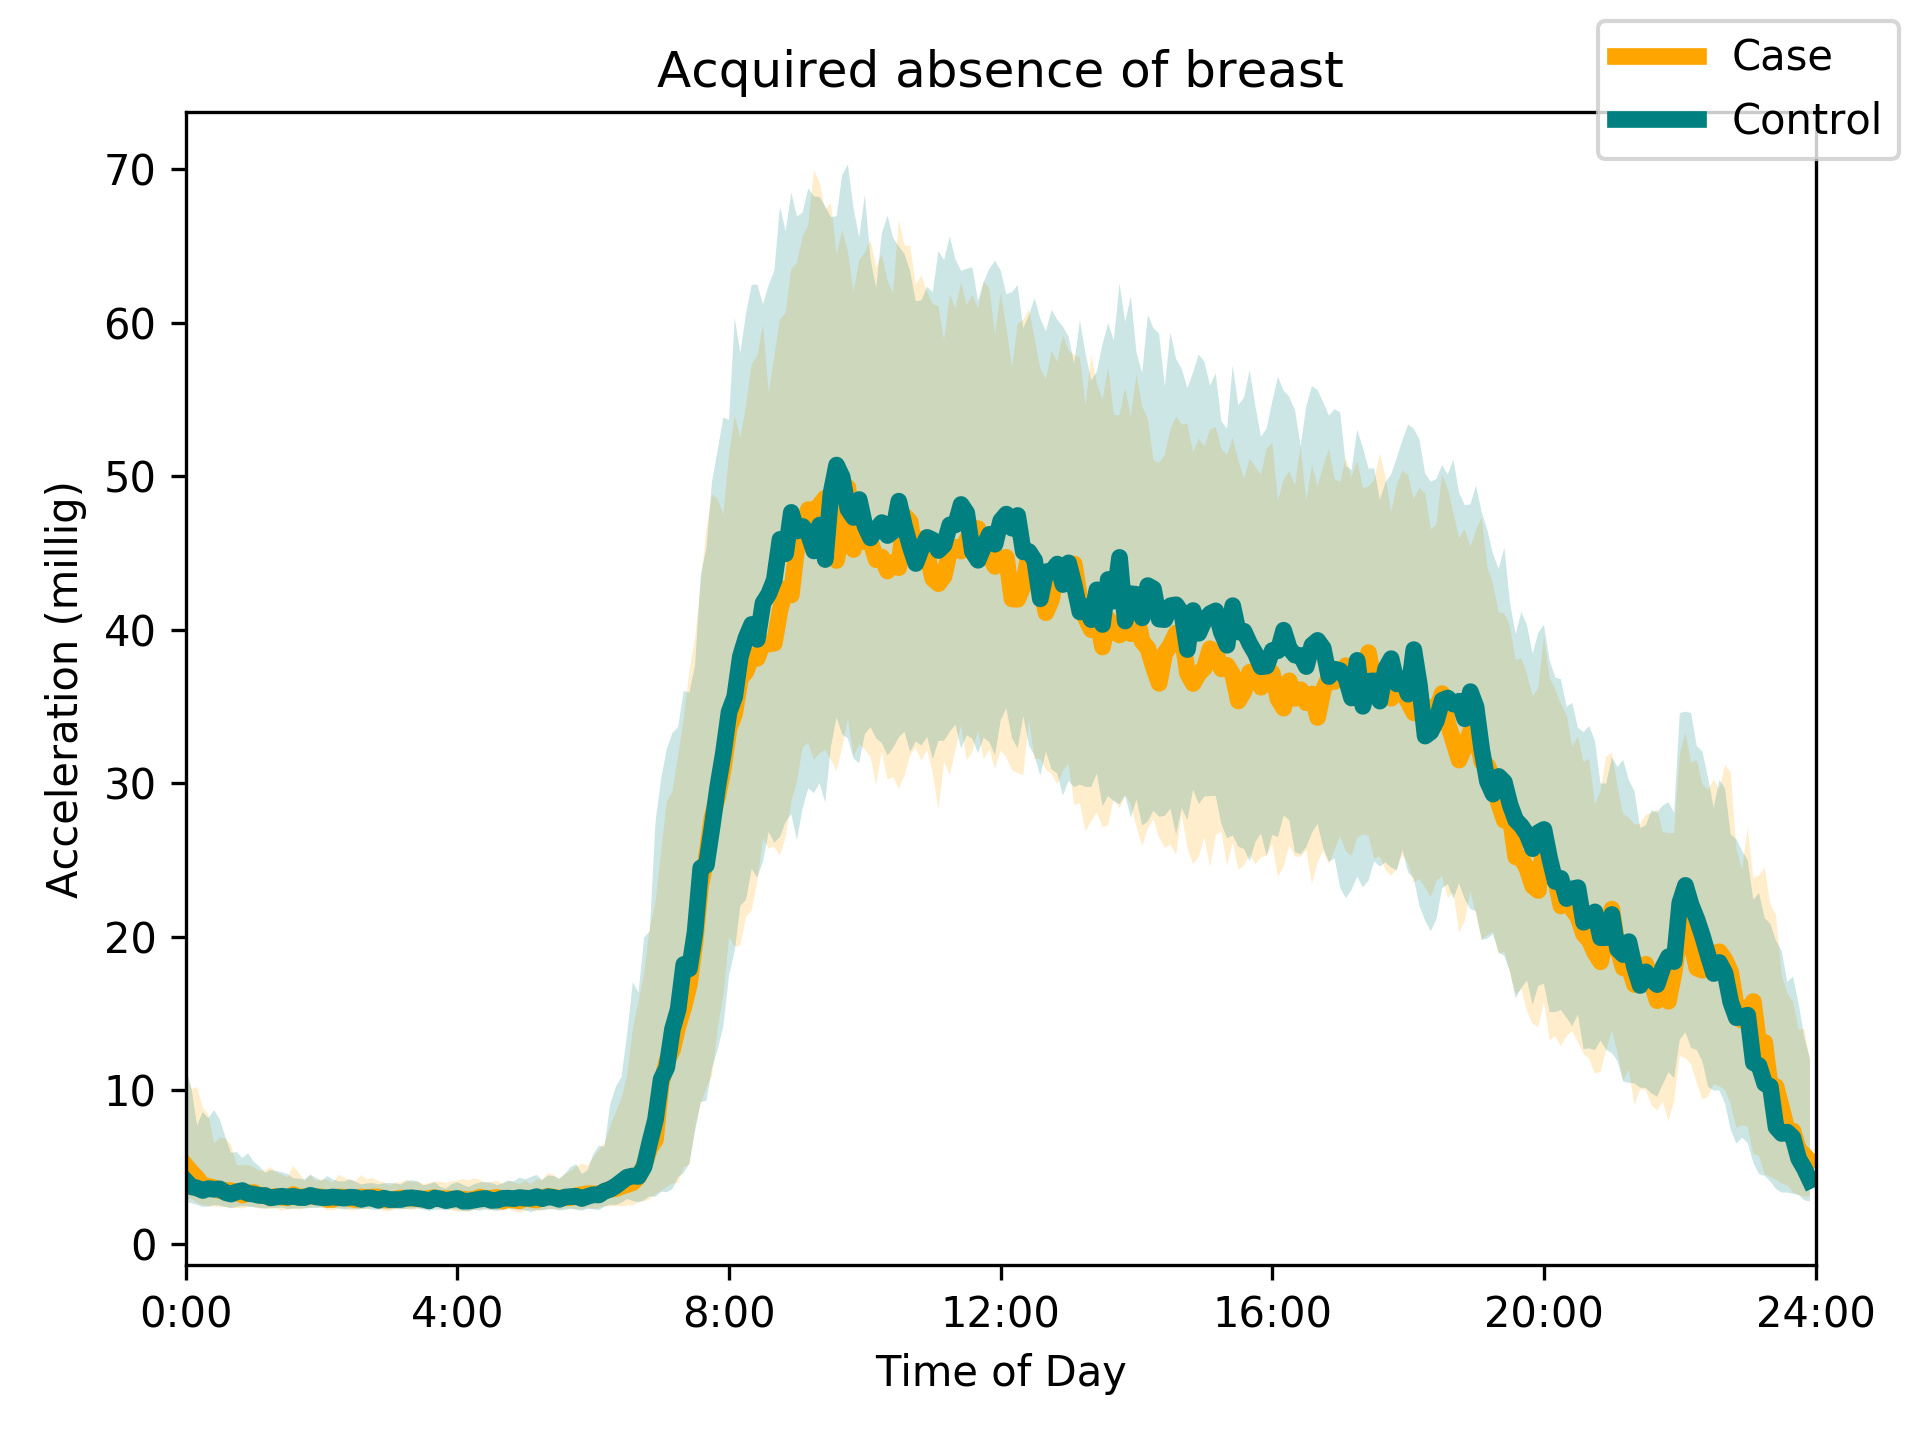 Acquired absence of breast
Case
Control
Acceleration (millig)
70
60
50
40
30
20
10
0
0:00 4:00 8:00 12:00 16:00 20:00 24:00
Time of Day